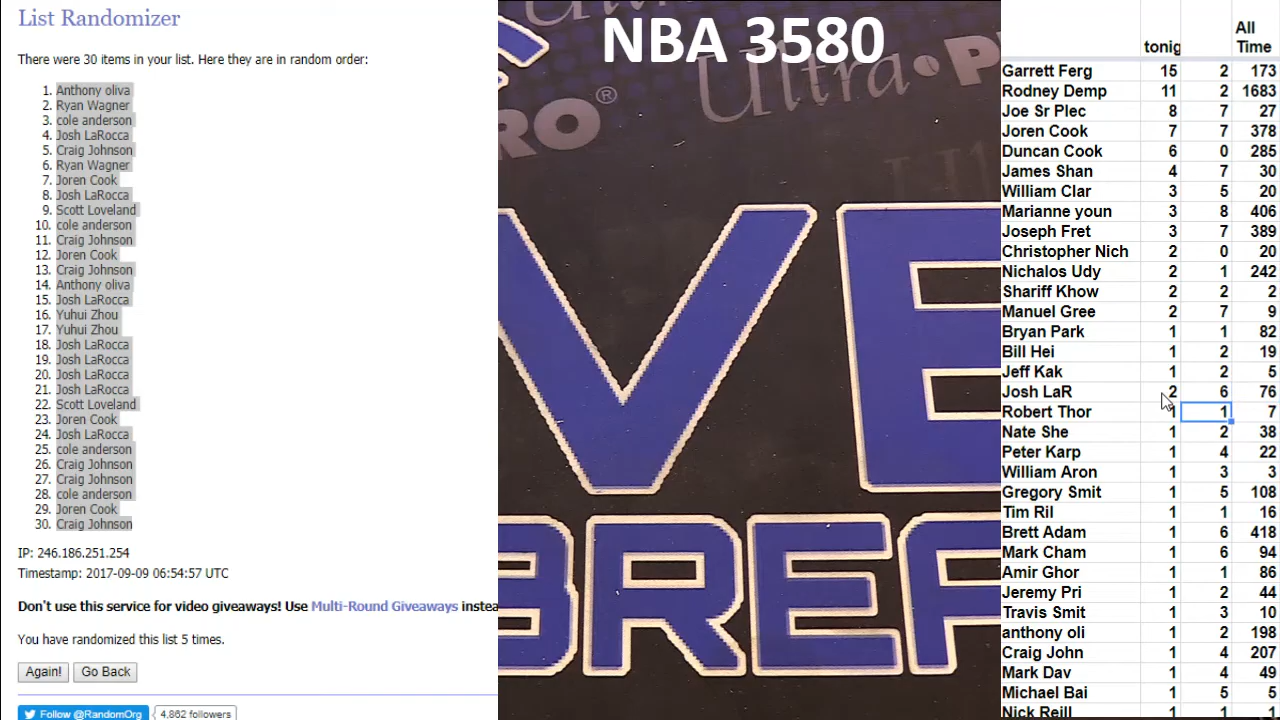 List Randomizer
There were 30 items in your list. Here they are in random order:
1. Anthony oliva
2. Ryan Wagner
3. cole anderson
4. Josh LaRocca
5. Craig Johnson
6. Ryan Wagner
7. Joren Cook
8. Josh LaRocca
9. Scott Loveland
10. cole anderson
11. Craig Johnson
12. Joren Cook
13. Craig Johnson
14. Anthony oliva
15. Josh LaRocca
16. Yuhui Zhou
17. Yuhui Zhou
18. Josh LaRocca
19. Josh LaRocca
20. Josh LaRocca
21. Josh LaRocca
22. Scott Loveland
23. Joren Cook
24. Josh LaRocca
25. cole anderson
26. Craig Johnson
27. Craig Johnson
28. cole anderson
29. Joren Cook
30. Craig Johnson
IP: 246.186.251.254
Timestamp: 2017-09-09 06:54:57 UTC
Don't use this service for video giveaways! Use Multi-Round Giveaways instea
You have randomized this list 5 times.
Again! Go Back
Follow @RandomOrg 4,862 followers
NBA 3580
Ultra
Ultra•P
RO®
VE
BREA
All
tonig Time
Garrett Ferg 15 2 173
Rodney Demp 11 2 1683
Joe Sr Plec 8 7 27
Joren Cook 7 7 378
Duncan Cook 6 0 285
James Shan 4 7 30
William Clar 3 5 20
Marianne youn 3 8 406
Joseph Fret 3 7 389
Christopher Nich 2 0 20
Nichalos Udy 2 1 242
Shariff Khow 2 2 2
Manuel Gree 2 7 9
Bryan Park 1 1 82
Bill Hei 1 2 19
Jeff Kak 1 2 5
Josh LaR 2 6 76
Robert Thor 1 1 7
Nate She 1 2 38
Peter Karp 1 4 22
William Aron 1 3 3
Gregory Smit 1 5 108
Tim Ril 1 1 16
Brett Adam 1 6 418
Mark Cham 1 6 94
Amir Ghor 1 1 86
Jeremy Pri 1 2 44
Travis Smit 1 3 10
anthony oli 1 2 198
Craig John 1 4 207
Mark Dav 1 4 49
Michael Bai 1 5 5
Nick Reill 1 1 1